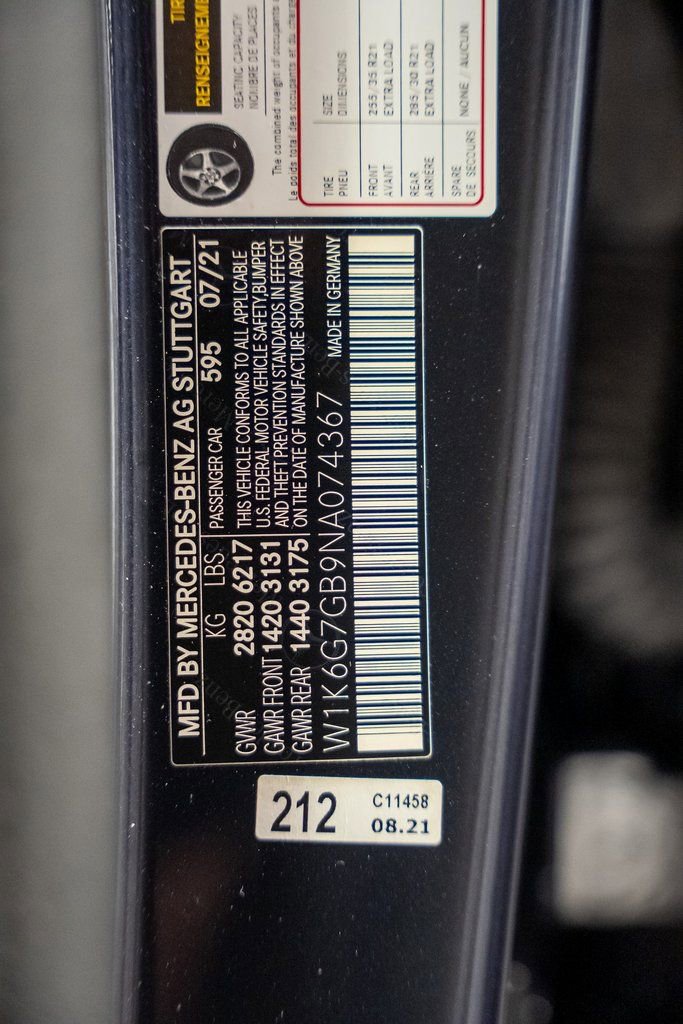 TIRE
RENSEIGNEME
SEATING CAPACITY
NOMBRE DE PLACES
The combined weight of occupants
Le poids total des occupants et du
TIRE SIZE
PNEU DIMENSIONS
FRONT 255/35 R21
AVANT EXTRA LOAD
REAR 285/30 R21
ARRIÈRE EXTRA LOAD
SPARE NONE / AUCUN
DE SECOURS
MFD BY MERCEDES-BENZ AG STUTTGART
KG LBS PASSENGER CAR 595 07/21
GVWR 2820 6217 THIS VEHICLE CONFORMS TO ALL APPLICABLE
U.S. FEDERAL MOTOR VEHICLE SAFETY, BUMPER
GAWR FRONT 1420 3131 AND THEFT PREVENTION STANDARDS IN EFFECT
GAWR REAR 1440 3175 ON THE DATE OF MANUFACTURE SHOWN ABOVE
W1K6G7GB9NA074367 MADE IN GERMANY
212 C11458
08.21